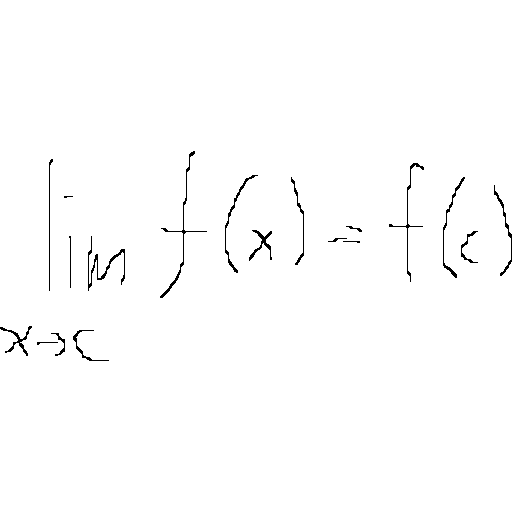 lim f(x) = f(c)
x→c